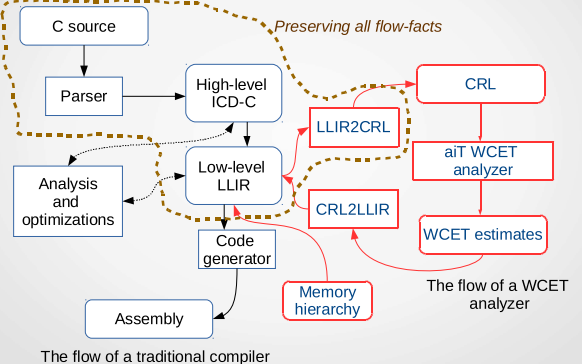 C source
Preserving all flow-facts
Parser
High-level
ICD-C
CRL
LLIR2CRL
aiT WCET
analyzer
Low-level
LLIR
Analysis
and
optimizations
CRL2LLIR
WCET estimates
Code
generator
Memory
hierarchy
The flow of a WCET
analyzer
Assembly
The flow of a traditional compiler